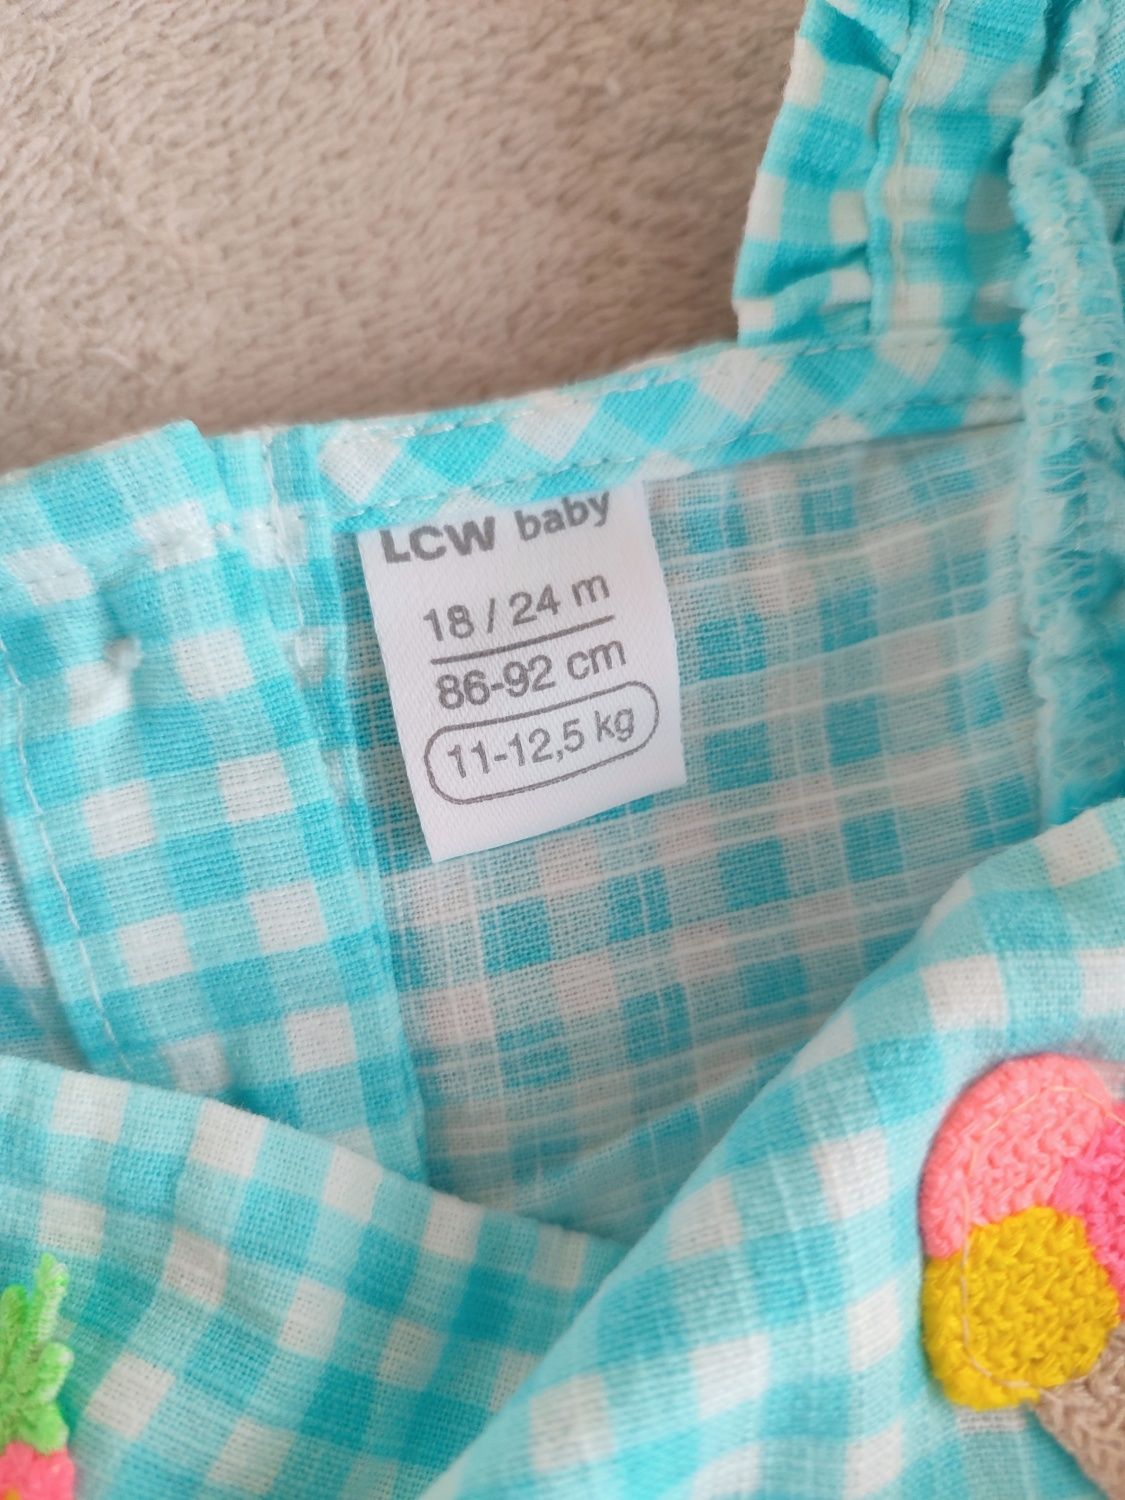 LCW baby
18 / 24 m
86-92 cm
11-12,5 kg